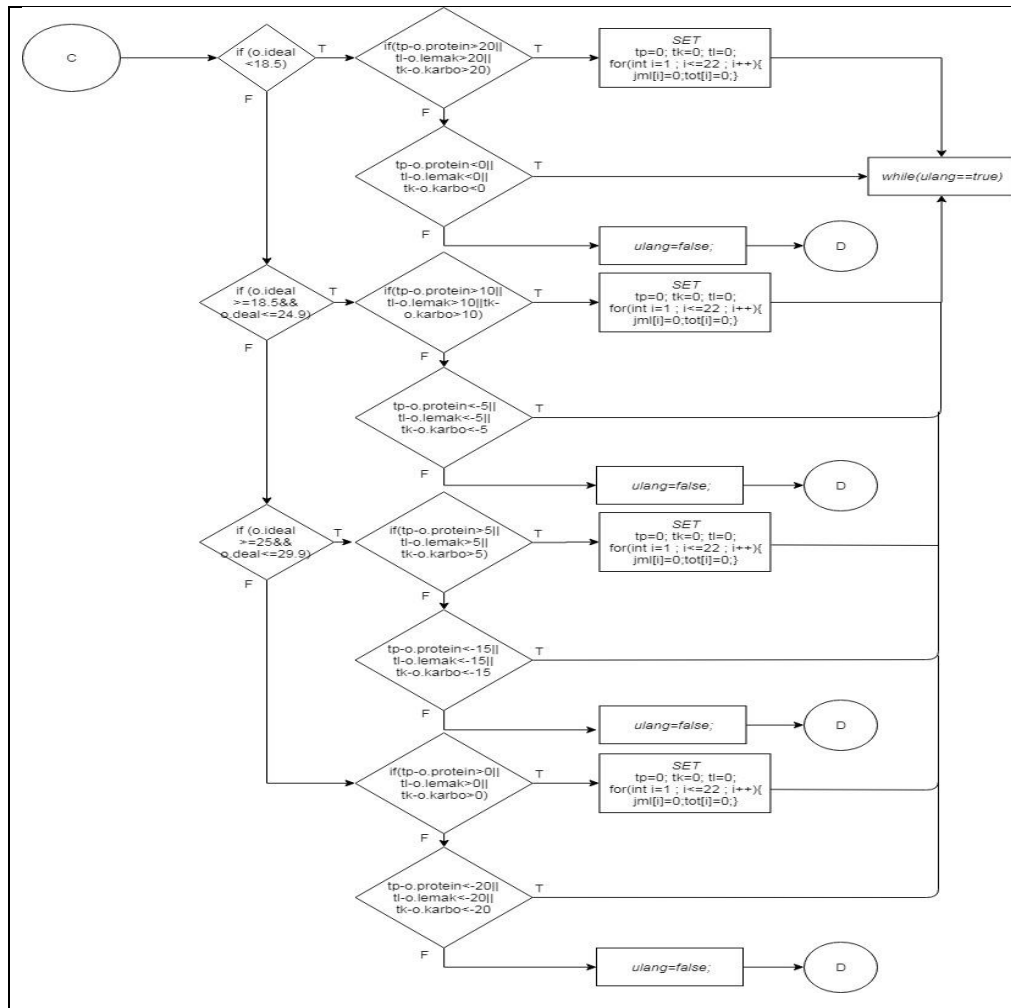 C
if (o.ideal
<18.5)
T
F
if(tp-o.protein>20||
tl-o.lemak>20||
tk-o.karbo>20)
T
F
SET
tp=0; tk=0; tl=0;
for(int i=1 ; i<=22 ; i++){
jml[i]=0;tot[i]=0;}
tp-o.protein<0||
tl-o.lemak<0||
tk-o.karbo<0
T
F
while(ulang==true)
ulang=false;
D
if (o.ideal
>=18.5&&
o.deal<=24.9)
T
F
if(tp-o.protein>10||
tl-o.lemak>10||tk-
o.karbo>10)
T
F
SET
tp=0; tk=0; tl=0;
for(int i=1 ; i<=22 ; i++){
jml[i]=0;tot[i]=0;}
tp-o.protein<-5||
tl-o.lemak<-5||
tk-o.karbo<-5
T
F
ulang=false;
D
if (o.ideal
>=25&&
o.deal<=29.9)
T
F
if(tp-o.protein>5||
tl-o.lemak>5||
tk-o.karbo>5)
T
F
SET
tp=0; tk=0; tl=0;
for(int i=1 ; i<=22 ; i++){
jml[i]=0;tot[i]=0;}
tp-o.protein<-15||
tl-o.lemak<-15||
tk-o.karbo<-15
T
F
ulang=false;
D
if(tp-o.protein>0||
tl-o.lemak>0||
tk-o.karbo>0)
T
F
SET
tp=0; tk=0; tl=0;
for(int i=1 ; i<=22 ; i++){
jml[i]=0;tot[i]=0;}
tp-o.protein<-20||
tl-o.lemak<-20||
tk-o.karbo<-20
T
F
ulang=false;
D